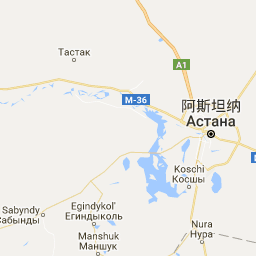 Тастак
A1
M-36
阿斯坦纳
Астана
Koschi
Косшы
Egindykol'
Егиндыколь
Sabyndy
Сабынды
Manshuk
Маншук
Nura
Нура